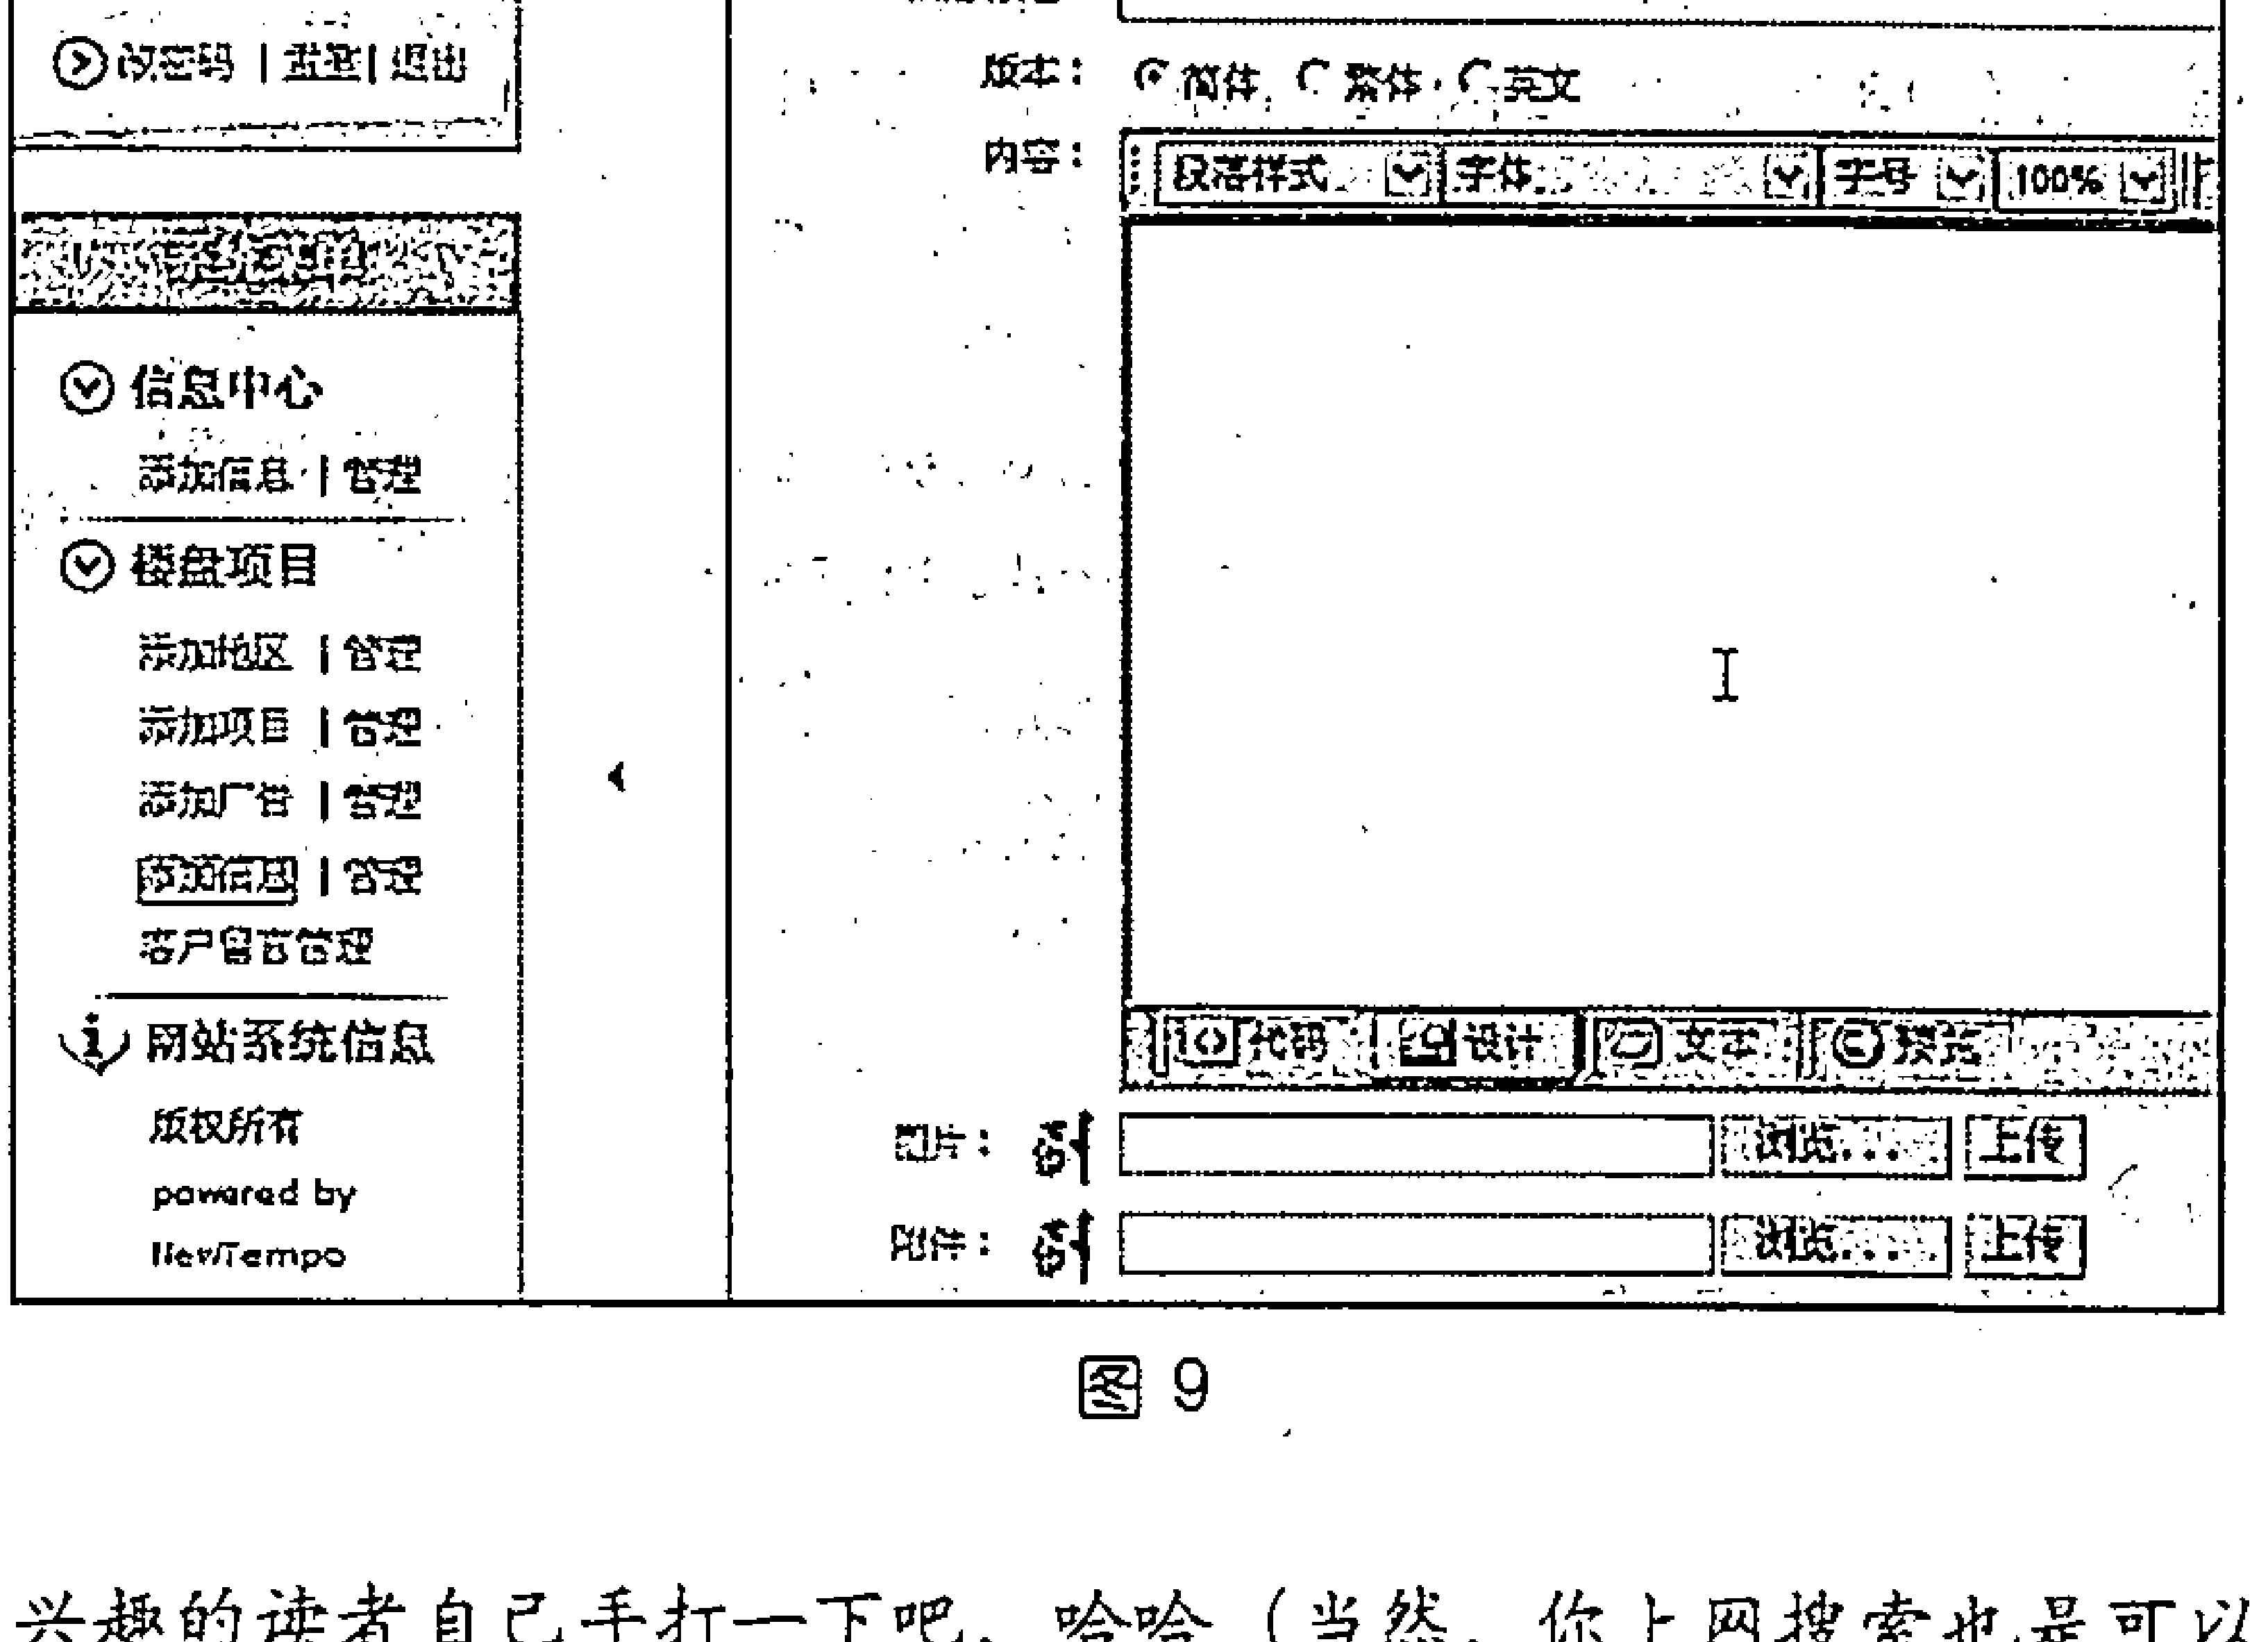 改密码 | 监控 | 退出
版本： 简体 繁体 英文
内容： 段落样式 字体 字号 100%
系统菜单
信息中心
添加信息 | 管理
楼盘项目
添加地区 | 管理
添加项目 | 管理
添加广告 | 管理
添加信息 | 管理
客户留言管理
网站系统信息
版权所有
powered by
NewTempo
代码 设计 文本 预览
图片： 浏览... 上传
附件： 浏览... 上传
图 9
兴趣的读者自己手打一下吧，哈哈（当然，你上网搜索也是可以